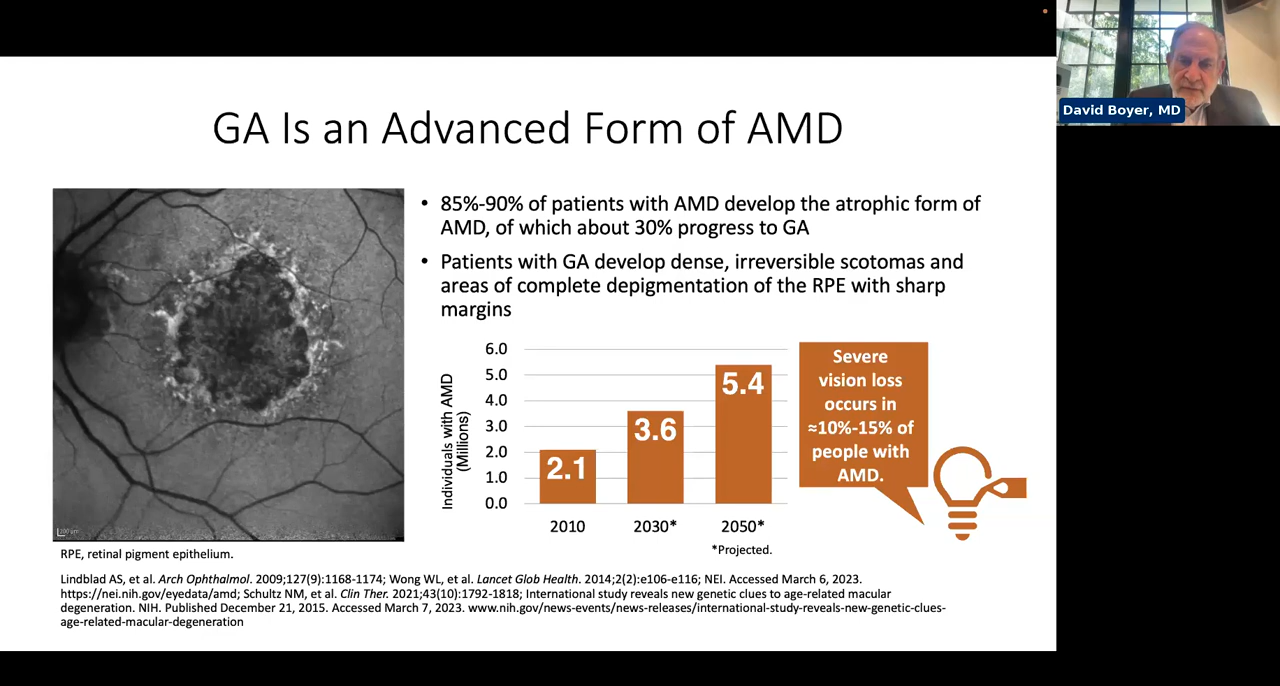 GA Is an Advanced Form of AMD
David Boyer, MD
• 85%-90% of patients with AMD develop the atrophic form of
AMD, of which about 30% progress to GA
• Patients with GA develop dense, irreversible scotomas and
areas of complete depigmentation of the RPE with sharp
margins
Individuals with AMD
(Millions)
6.0
5.0
4.0
3.0
2.0
1.0
0.0
2.1
3.6
5.4
2010
2030*
2050*
*Projected.
Severe
vision loss
occurs in
≈10%-15% of
people with
AMD.
200 µm
RPE, retinal pigment epithelium.
Lindblad AS, et al. Arch Ophthalmol. 2009;127(9):1168-1174; Wong WL, et al. Lancet Glob Health. 2014;2(2):e106-e116; NEI. Accessed March 6, 2023.
https://nei.nih.gov/eyedata/amd; Schultz NM, et al. Clin Ther. 2021;43(10):1792-1818; International study reveals new genetic clues to age-related macular
degeneration. NIH. Published December 21, 2015. Accessed March 7, 2023. www.nih.gov/news-events/news-releases/international-study-reveals-new-genetic-clues-
age-related-macular-degeneration